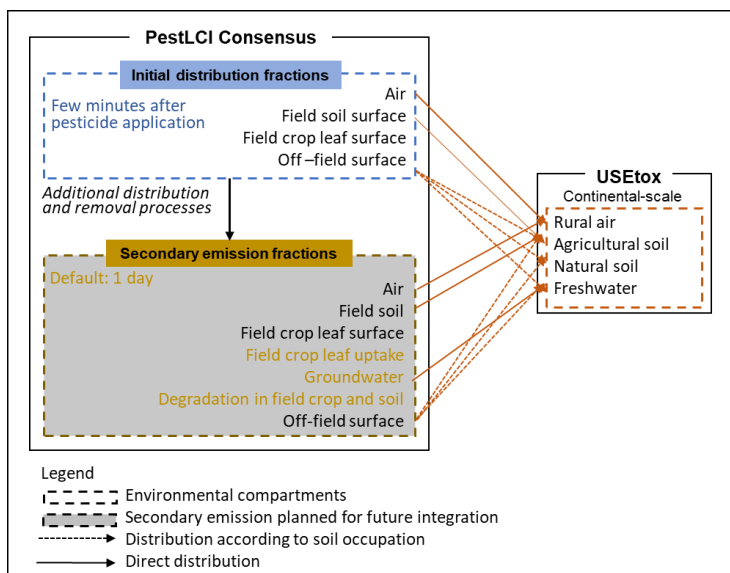 PestLCI Consensus
Initial distribution fractions
Few minutes after
pesticide application
Air
Field soil surface
Field crop leaf surface
Off –field surface
Additional distribution
and removal processes
Secondary emission fractions
Default: 1 day
Air
Field soil
Field crop leaf surface
Field crop leaf uptake
Groundwater
Degradation in field crop and soil
Off-field surface
USEtox
Continental-scale
Rural air
Agricultural soil
Natural soil
Freshwater
Legend
Environmental compartments
Secondary emission planned for future integration
Distribution according to soil occupation
Direct distribution